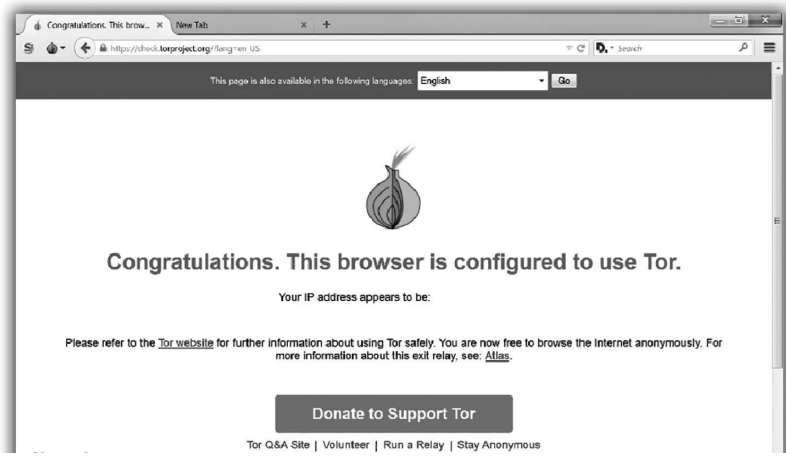 Congratulations. This brow... × New Tab × +
https://check.torproject.org/?lang=en_US Search
This page is also available in the following languages: English Go
Congratulations. This browser is configured to use Tor.
Your IP address appears to be:
Please refer to the Tor website for further information about using Tor safely. You are now free to browse the Internet anonymously. For
more information about this exit relay, see: Atlas.
Donate to Support Tor
Tor Q&A Site | Volunteer | Run a Relay | Stay Anonymous